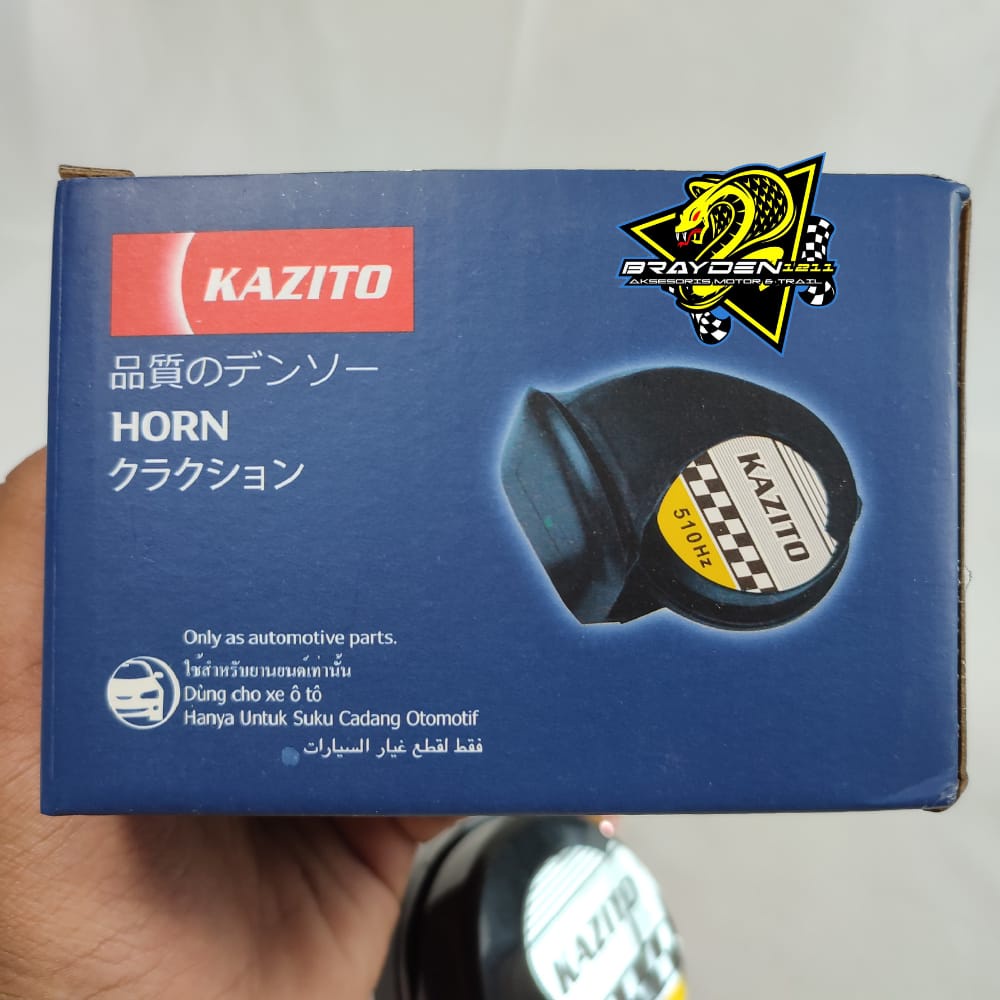 BRAYDEN1211
AKSESORIS MOTOR & TRAIL
KAZITO
品質のデンソー
HORN
クラクション
KAZITO
510Hz
Only as automotive parts.
ใช้สำหรับยานยนต์เท่านั้น
Dùng cho xe ô tô
Hanya Untuk Suku Cadang Otomotif
فقط لقطع غيار السيارات
KAZITO